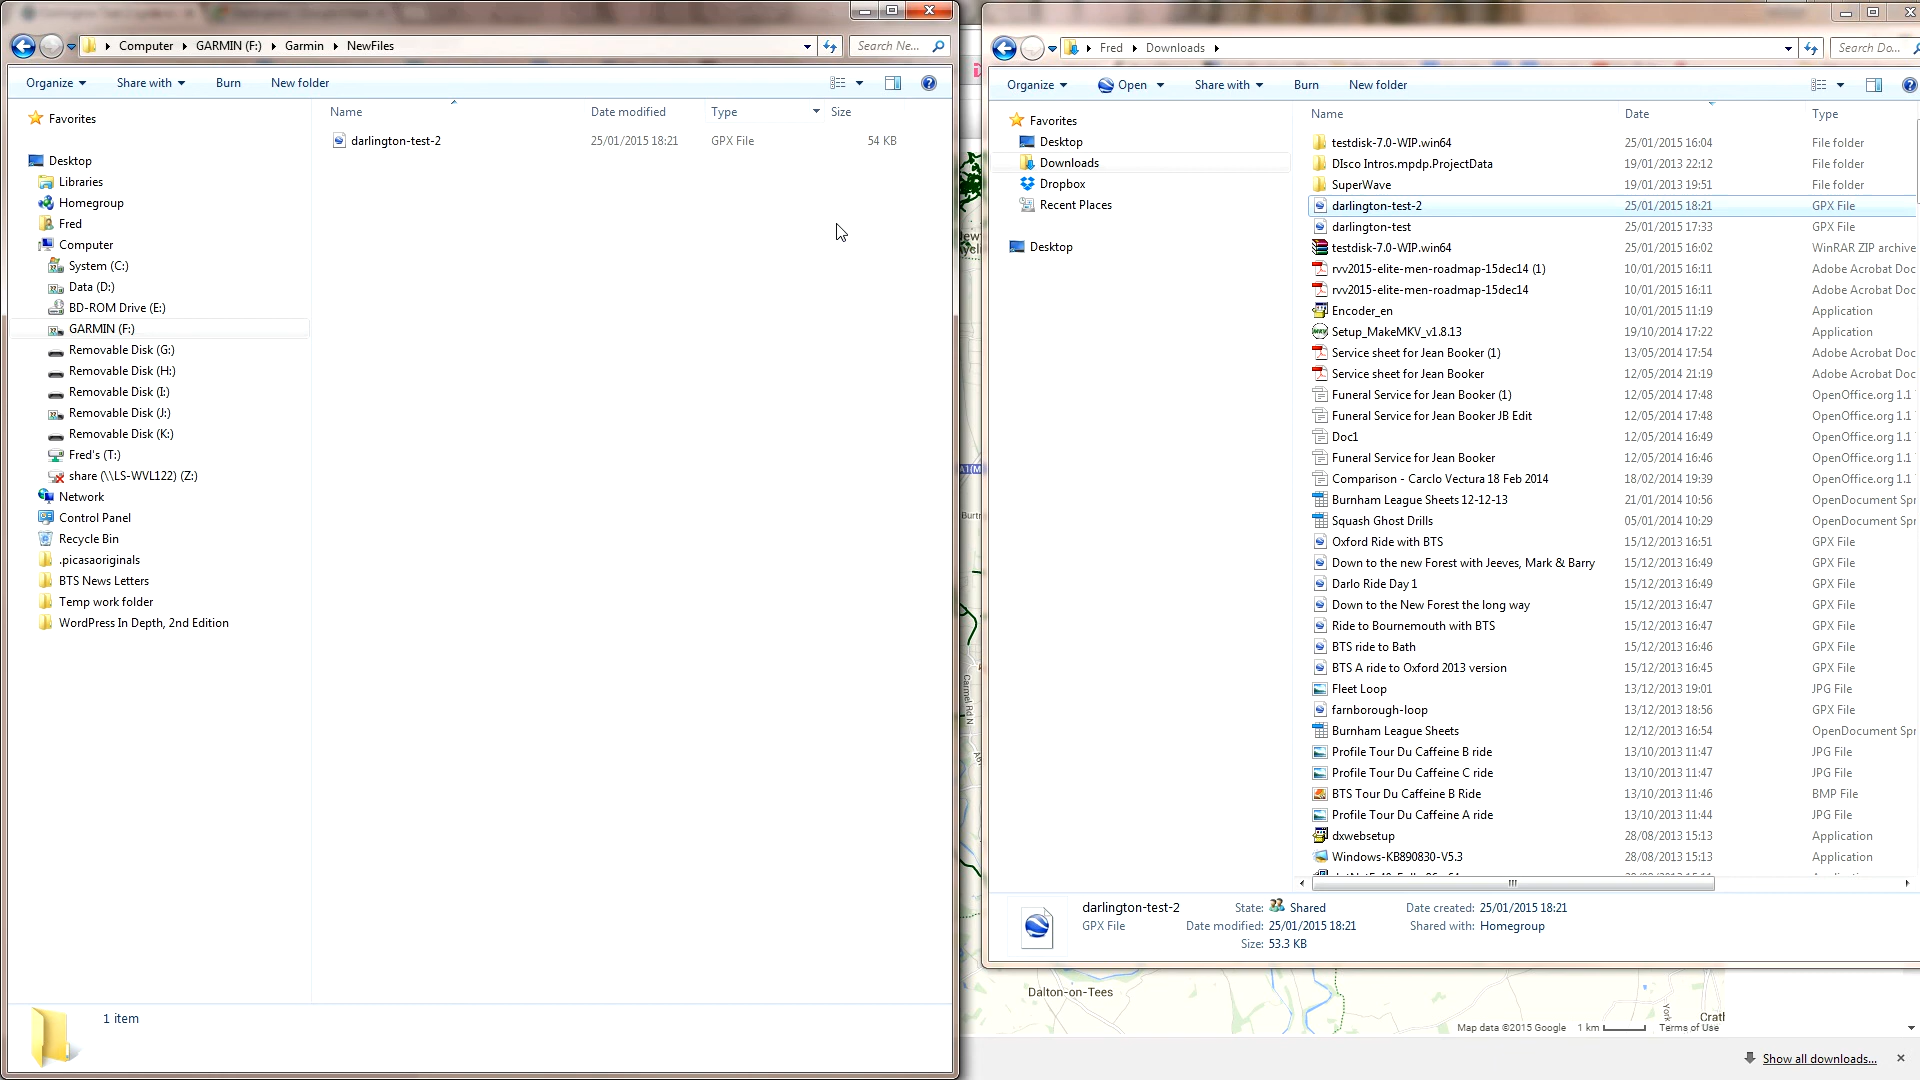 Computer ▸ GARMIN (F:) ▸ Garmin ▸ NewFiles
Search Ne...
Organize
Share with
Burn
New folder
Favorites
Desktop
Libraries
Homegroup
Fred
Computer
System (C:)
Data (D:)
BD-ROM Drive (E:)
GARMIN (F:)
Removable Disk (G:)
Removable Disk (H:)
Removable Disk (I:)
Removable Disk (J:)
Removable Disk (K:)
Fred's (T:)
share (\\LS-WVL122) (Z:)
Network
Control Panel
Recycle Bin
.picasaoriginals
BTS News Letters
Temp work folder
WordPress In Depth, 2nd Edition
Name Date modified Type Size
darlington-test-2 25/01/2015 18:21 GPX File 54 KB
1 item
A1(M
Burtr
Carmel Rd N
Fred ▸ Downloads ▸
Search Do...
Organize
Open
Share with
Burn
New folder
Favorites
Desktop
Downloads
Dropbox
Recent Places
Desktop
Name Date Type
testdisk-7.0-WIP.win64 25/01/2015 16:04 File folder
DIsco Intros.mpdp.ProjectData 19/01/2013 22:12 File folder
SuperWave 19/01/2013 19:51 File folder
darlington-test-2 25/01/2015 18:21 GPX File
darlington-test 25/01/2015 17:33 GPX File
testdisk-7.0-WIP.win64 25/01/2015 16:02 WinRAR ZIP archive
rvv2015-elite-men-roadmap-15dec14 (1) 10/01/2015 16:11 Adobe Acrobat Doc
rvv2015-elite-men-roadmap-15dec14 10/01/2015 16:11 Adobe Acrobat Doc
Encoder_en 10/01/2015 11:19 Application
Setup_MakeMKV_v1.8.13 19/10/2014 17:22 Application
Service sheet for Jean Booker (1) 13/05/2014 17:54 Adobe Acrobat Doc
Service sheet for Jean Booker 12/05/2014 21:19 Adobe Acrobat Doc
Funeral Service for Jean Booker (1) 12/05/2014 17:48 OpenOffice.org 1.1
Funeral Service for Jean Booker JB Edit 12/05/2014 17:48 OpenOffice.org 1.1
Doc1 12/05/2014 16:49 OpenOffice.org 1.1
Funeral Service for Jean Booker 12/05/2014 16:46 OpenOffice.org 1.1
Comparison - Carclo Vectura 18 Feb 2014 18/02/2014 19:39 OpenOffice.org 1.1
Burnham League Sheets 12-12-13 21/01/2014 10:56 OpenDocument Spr
Squash Ghost Drills 05/01/2014 10:29 OpenDocument Spr
Oxford Ride with BTS 15/12/2013 16:51 GPX File
Down to the new Forest with Jeeves, Mark & Barry 15/12/2013 16:49 GPX File
Darlo Ride Day 1 15/12/2013 16:49 GPX File
Down to the New Forest the long way 15/12/2013 16:47 GPX File
Ride to Bournemouth with BTS 15/12/2013 16:47 GPX File
BTS ride to Bath 15/12/2013 16:46 GPX File
BTS A ride to Oxford 2013 version 15/12/2013 16:45 GPX File
Fleet Loop 13/12/2013 19:01 JPG File
farnborough-loop 13/12/2013 18:56 GPX File
Burnham League Sheets 12/12/2013 16:54 OpenDocument Spr
Profile Tour Du Caffeine B ride 13/10/2013 11:47 JPG File
Profile Tour Du Caffeine C ride 13/10/2013 11:47 JPG File
BTS Tour Du Caffeine B Ride 13/10/2013 11:46 BMP File
Profile Tour Du Caffeine A ride 13/10/2013 11:44 JPG File
dxwebsetup 28/08/2013 15:13 Application
Windows-KB890830-V5.3 28/08/2013 15:13 Application
darlington-test-2 State: Shared Date created: 25/01/2015 18:21
GPX File Date modified: 25/01/2015 18:21 Shared with: Homegroup
Size: 53.3 KB
Dalton-on-Tees
York
Croft
Map data ©2015 Google 1 km Terms of Use
Show all downloads...